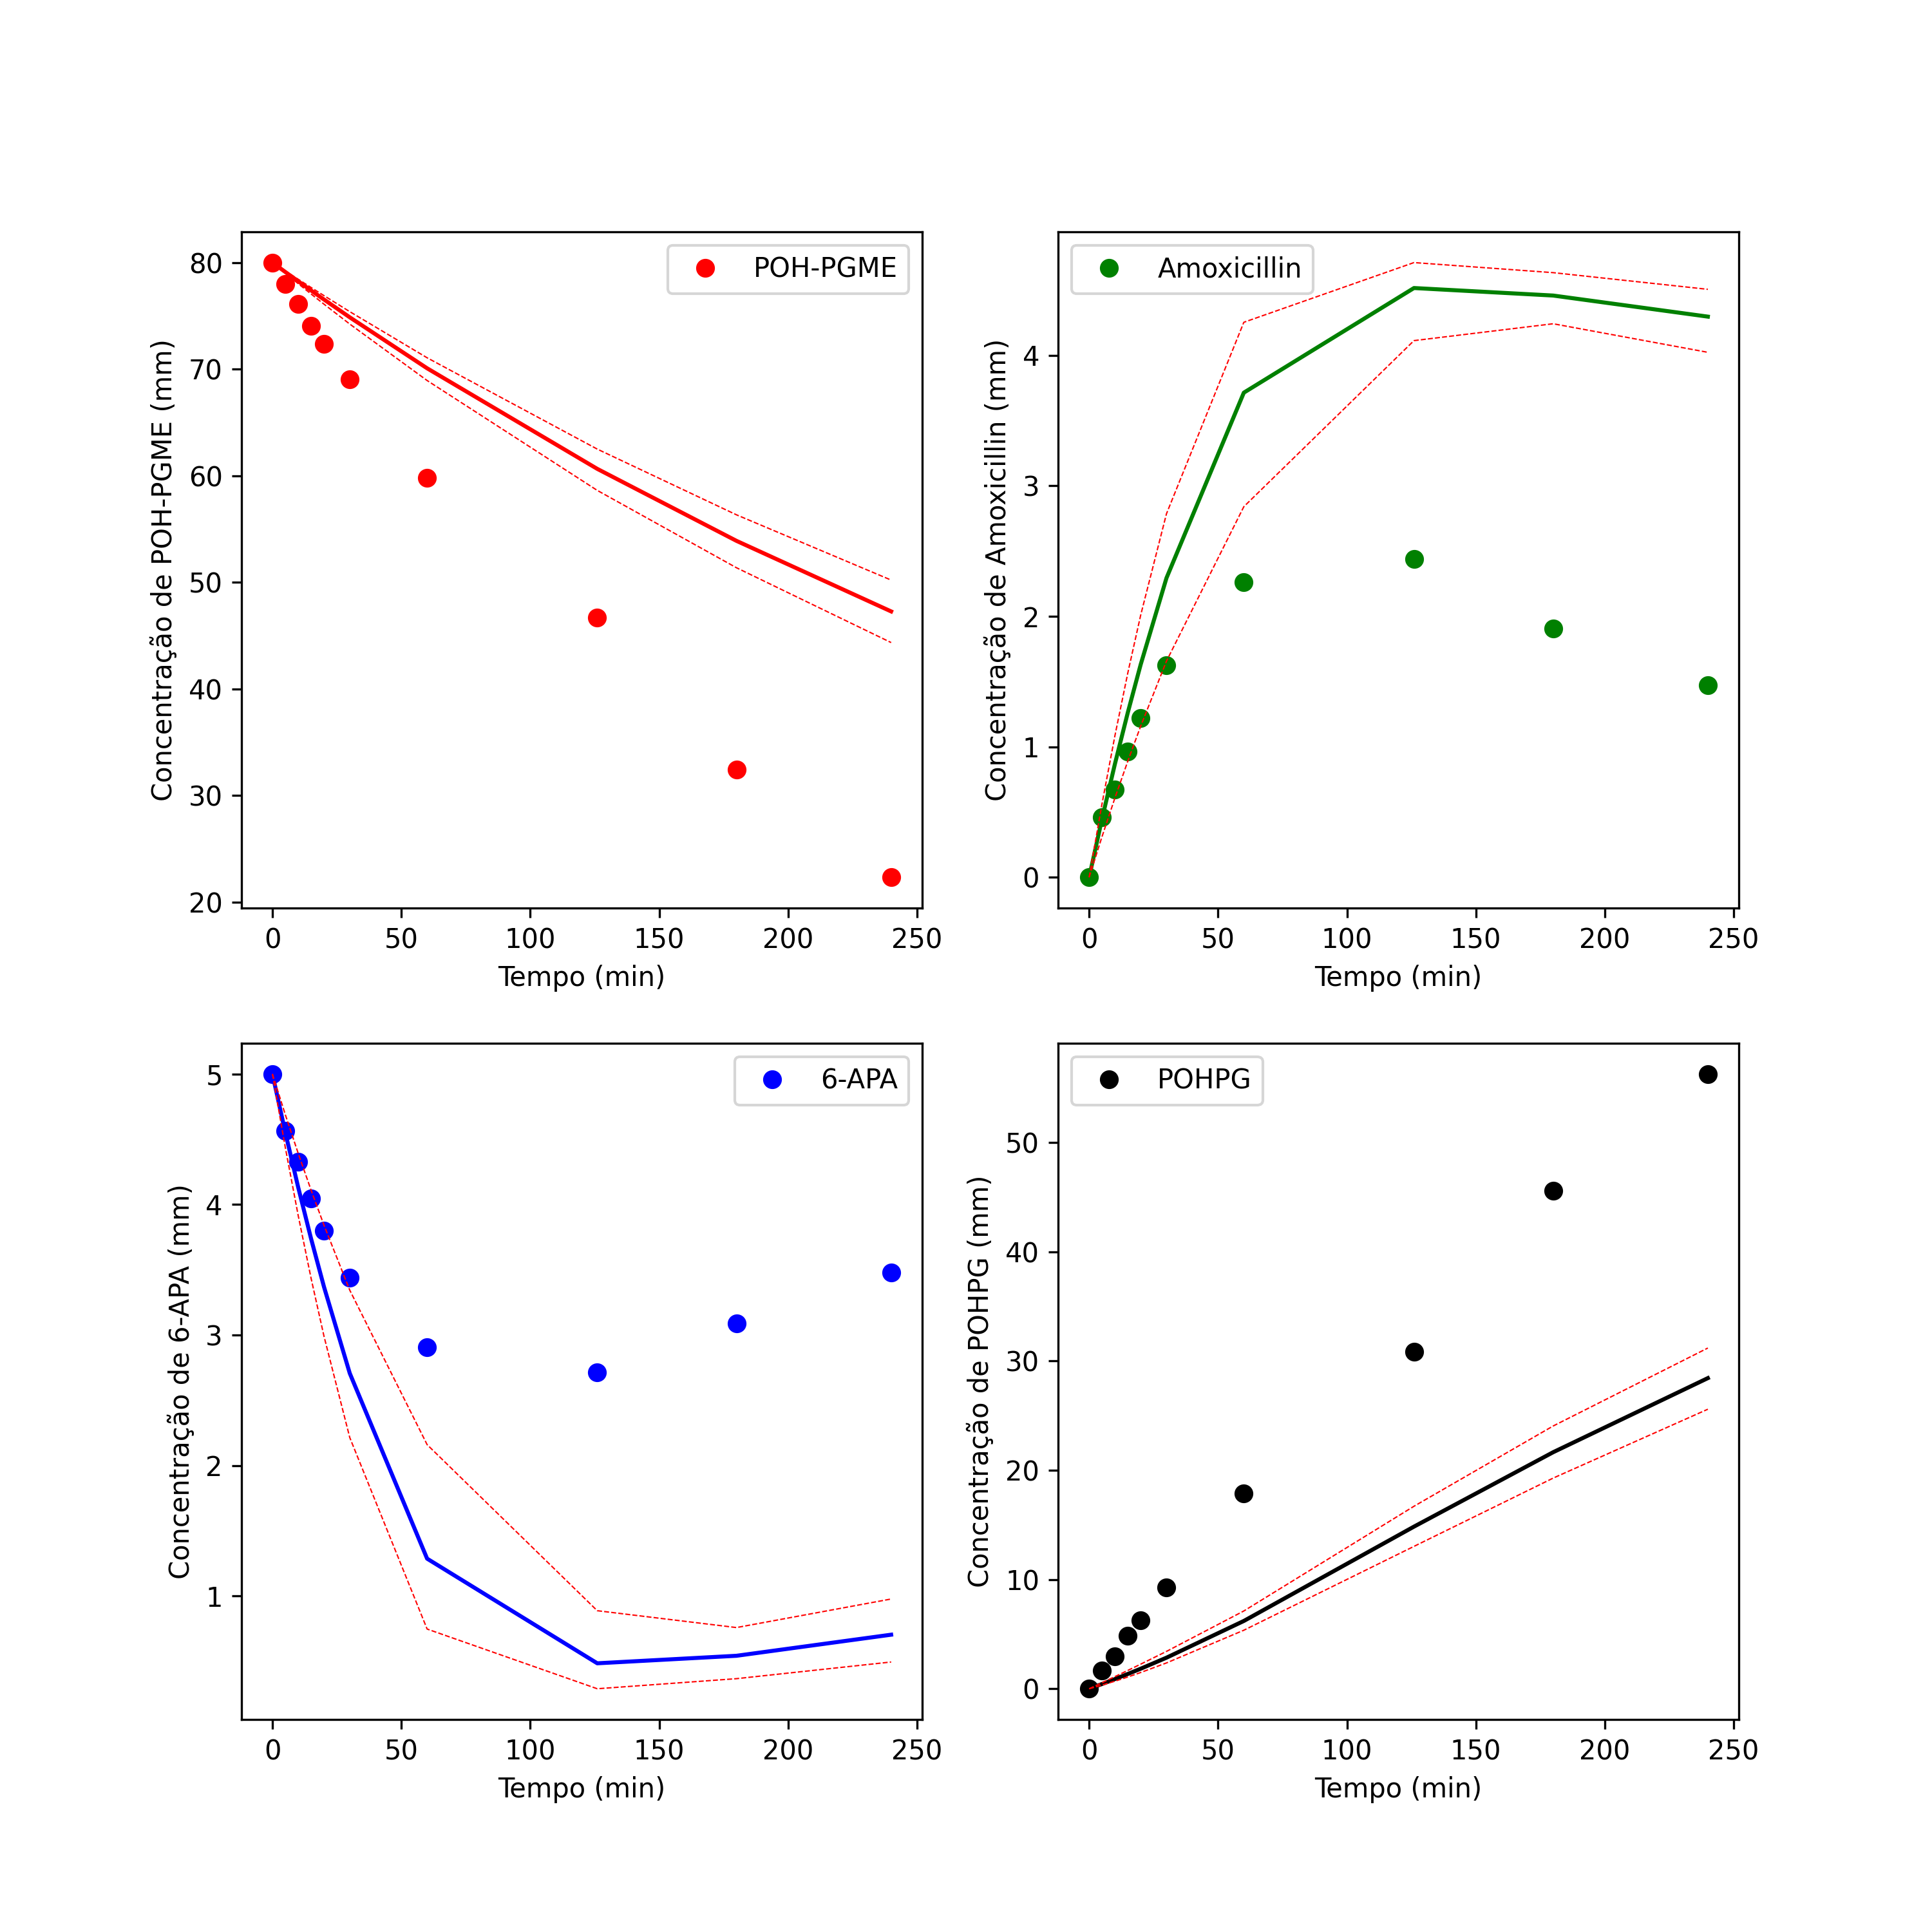 POH-PGME
Concentração de POH-PGME (mm)
80
70
60
50
40
30
20
0 50 100 150 200 250
Tempo (min)
Amoxicillin
Concentração de Amoxicillin (mm)
4
3
2
1
0
0 50 100 150 200 250
Tempo (min)
6-APA
Concentração de 6-APA (mm)
5
4
3
2
1
0 50 100 150 200 250
Tempo (min)
POHPG
Concentração de POHPG (mm)
50
40
30
20
10
0
0 50 100 150 200 250
Tempo (min)